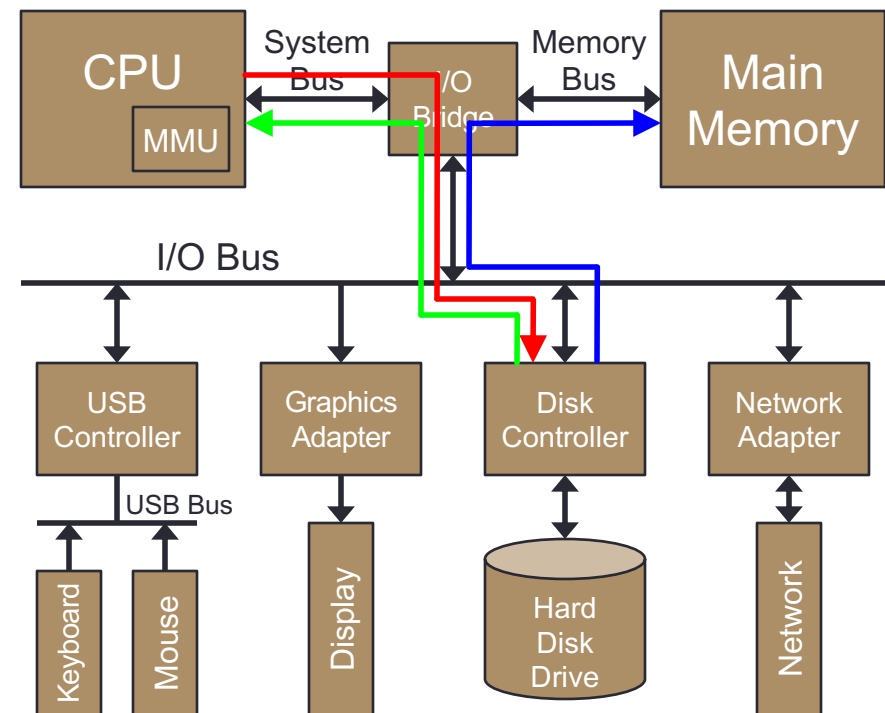 CPU
MMU
System
Bus
I/O
Bridge
Memory
Bus
Main
Memory
I/O Bus
USB
Controller
Graphics
Adapter
Disk
Controller
Network
Adapter
USB Bus
Keyboard
Mouse
Display
Hard
Disk
Drive
Network